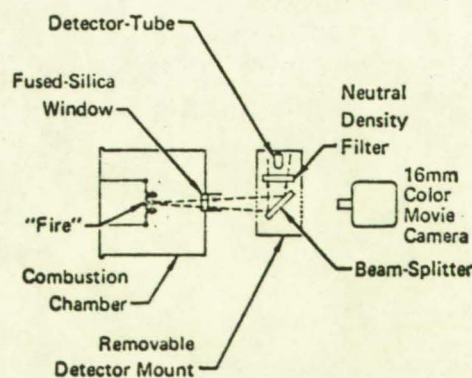 Detector-Tube
Fused-Silica
Window
Neutral
Density
Filter
16mm
Color
Movie
Camera
"Fire"
Beam-Splitter
Combustion
Chamber
Removable
Detector Mount